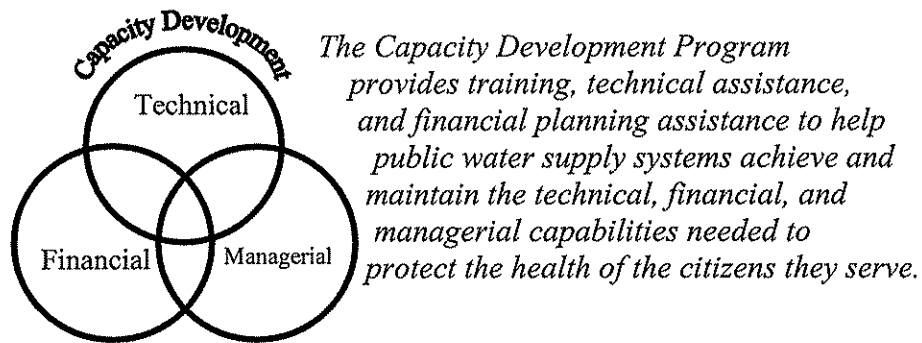 Capacity Development
Technical
Financial
Managerial
The Capacity Development Program
provides training, technical assistance,
and financial planning assistance to help
public water supply systems achieve and
maintain the technical, financial, and
managerial capabilities needed to
protect the health of the citizens they serve.